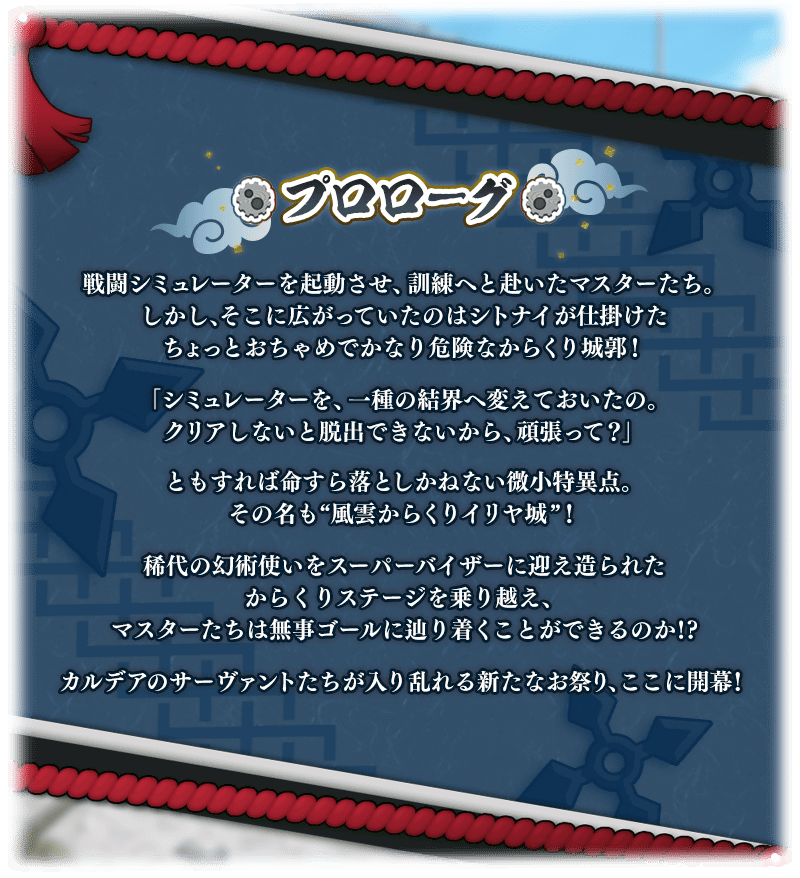 プロローグ
戦闘シミュレーターを起動させ、訓練へと赴いたマスターたち。
しかし、そこに広がっていたのはシトナイが仕掛けた
ちょっとおちゃめでかなり危険なからくり城郭！
「シミュレーターを、一種の結界へ変えておいたの。
クリアしないと脱出できないから、頑張って？」
ともすれば命すら落としかねない微小特異点。
その名も“風雲からくりイリヤ城”！
稀代の幻術使いをスーパーバイザーに迎え造られた
からくりステージを乗り越え、
マスターたちは無事ゴールに辿り着くことができるのか!?
カルデアのサーヴァントたちが入り乱れる新たなお祭り、ここに開幕！